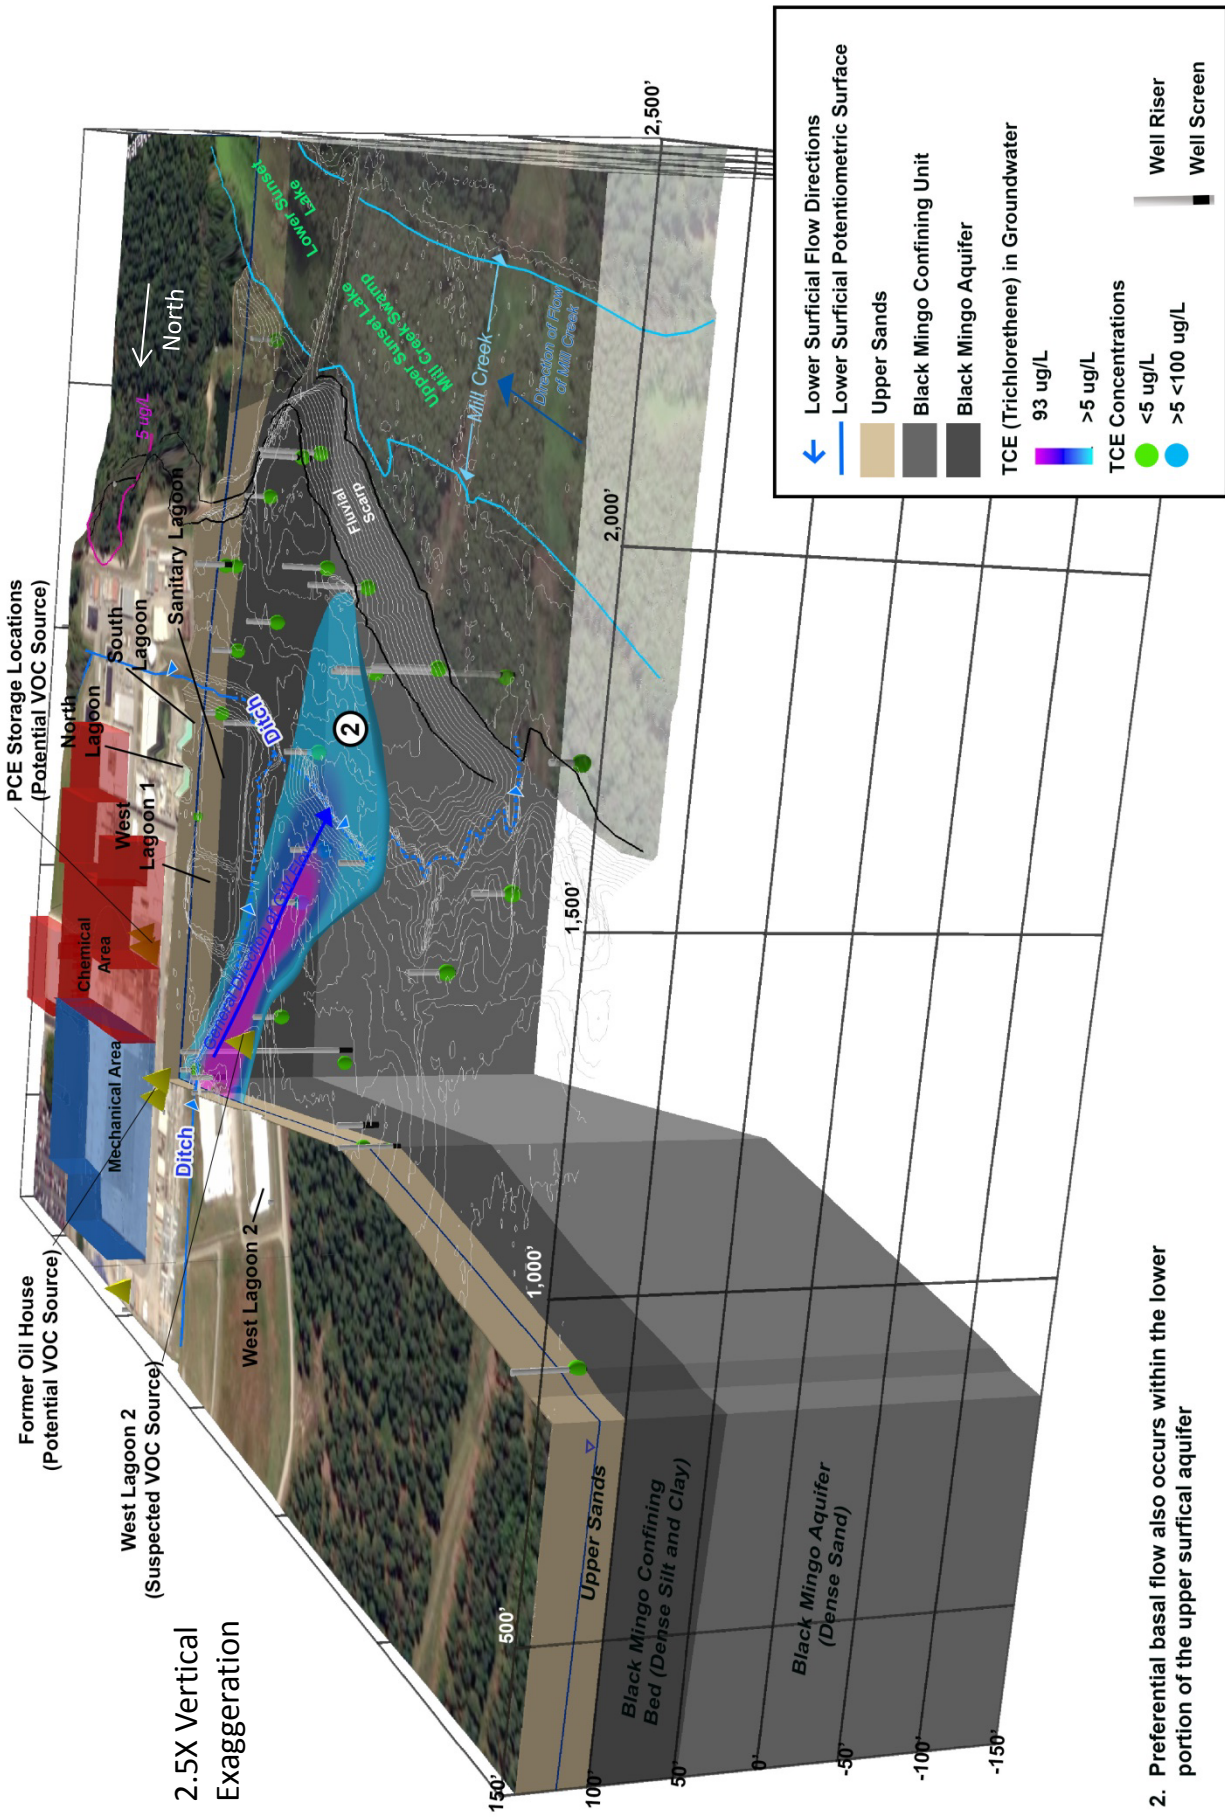 PCE Storage Locations
(Potential VOC Source)
Former Oil House
(Potential VOC Source)
West Lagoon 2
(Suspected VOC Source)
2.5X Vertical
Exaggeration
North
5 ug/L
Mechanical Area
Chemical
Area
West
Lagoon 1
North
Lagoon
South
Lagoon
Sanitary Lagoon
Ditch
Ditch
West Lagoon 2
General Direction of GW Flow
2
Fluvial
Scarp
Lower Sunset
Lake
Upper Sunset Lake
Mill Creek Swamp
Mill Creek
Direction of Flow
of Mill Creek
500'
1,000'
1,500'
2,000'
2,500'
150'
100'
50'
0'
-50'
-100'
-150'
Upper Sands
Black Mingo Confining
Bed (Dense Silt and Clay)
Black Mingo Aquifer
(Dense Sand)
Lower Surficial Flow Directions
Lower Surficial Potentiometric Surface
Upper Sands
Black Mingo Confining Unit
Black Mingo Aquifer
TCE (Trichlorethene) in Groundwater
93 ug/L
>5 ug/L
TCE Concentrations
<5 ug/L
>5 <100 ug/L
Well Riser
Well Screen
2. Preferential basal flow also occurs within the lower
portion of the upper surfical aquifer